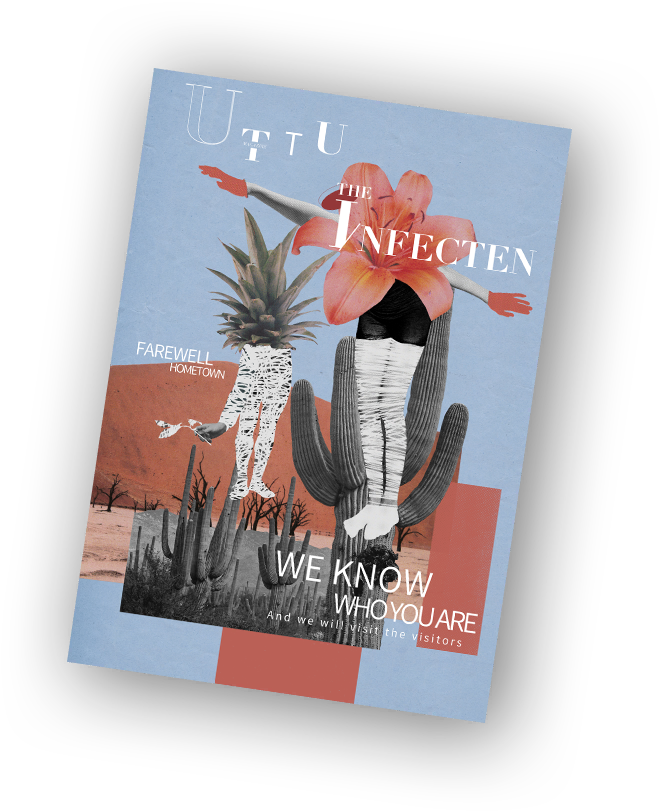 UTTU
THE
INFECTEN
FAREWELL
HOMETOWN
WE KNOW
WHO YOU ARE
And we will visit the visitors